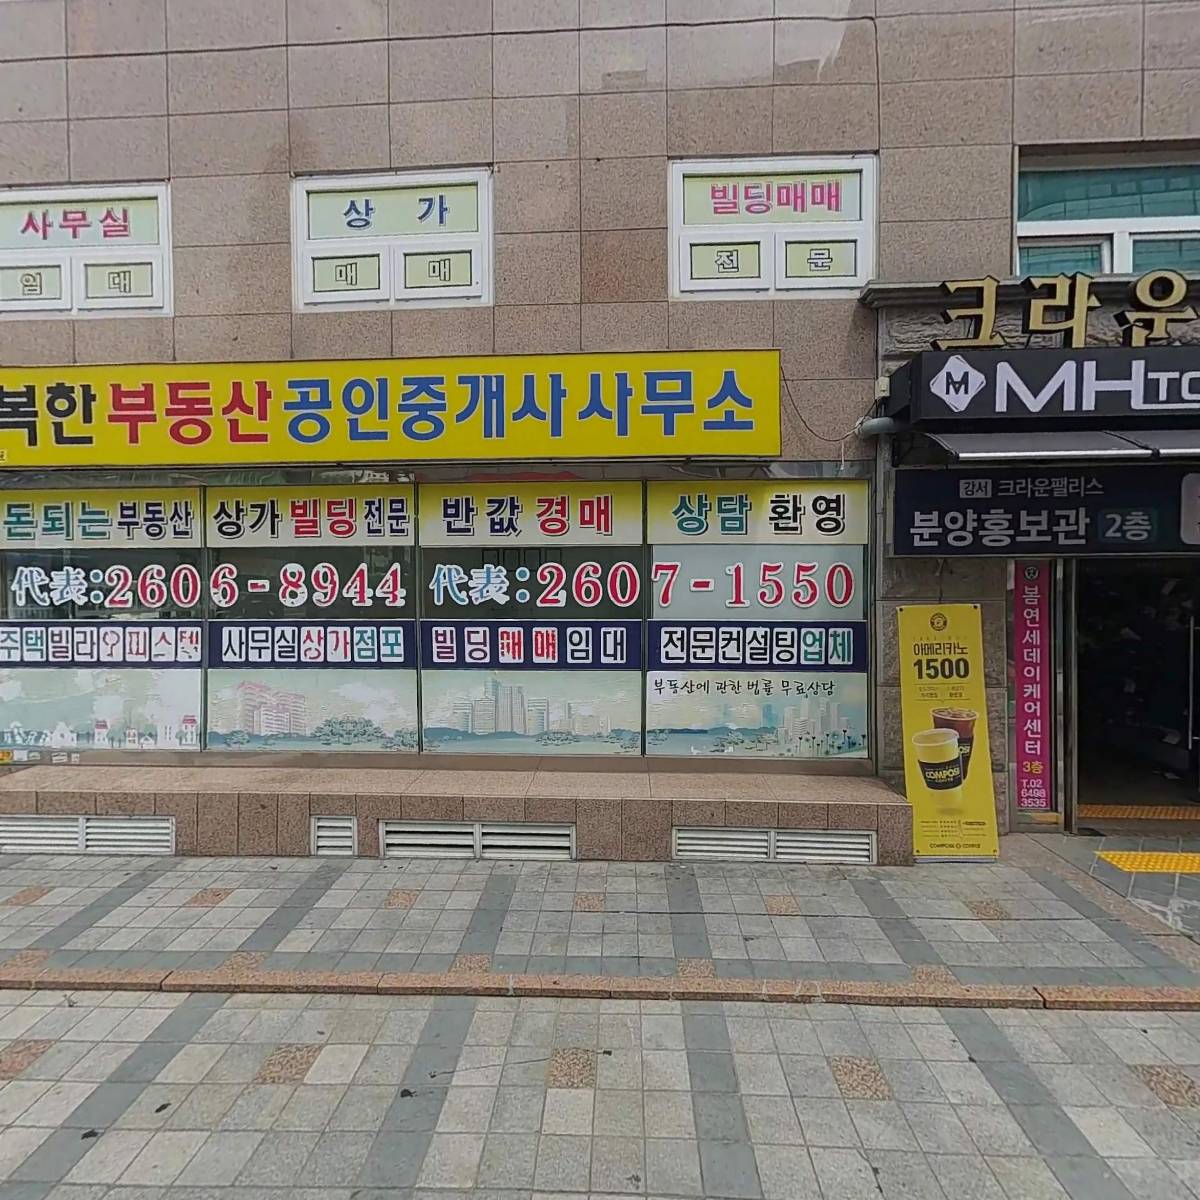 사무실
임 대
상 가
매 매
빌딩매매
전 문
크라운
MH
복한부동산공인중개사사무소
강서 크라운팰리스
분양홍보관 2층
돈되는부동산
상가빌딩전문
반값 경매
상담 환영
代表:2606-8944
代表:2607-1550
주택빌라오피스텔
사무실상가점포
빌딩매매임대
전문컨설팅업체
부동산에 관한 법률 무료상담
아메리카노
1500
COMPOSE
COFFEE
COMPOSE COFFEE
봄연세데이케어센터
3층
T.02
6498
3535